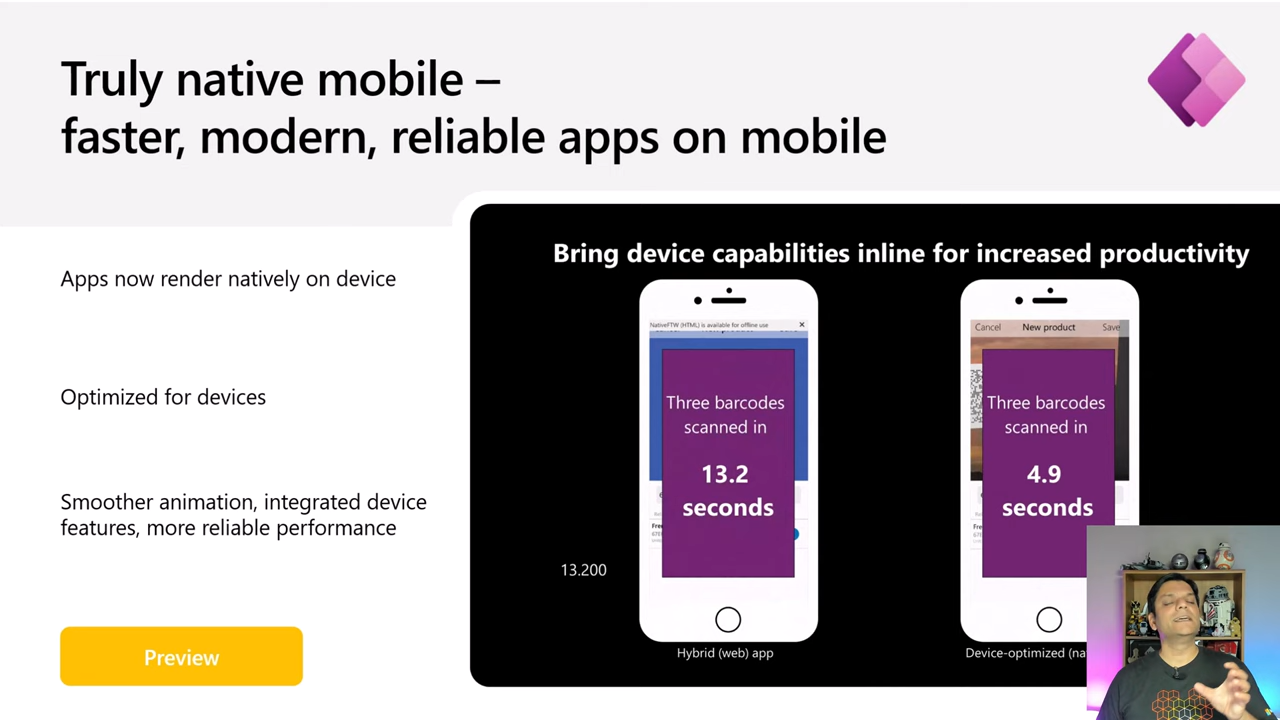 Truly native mobile –
faster, modern, reliable apps on mobile
Apps now render natively on device
Optimized for devices
Smoother animation, integrated device
features, more reliable performance
Preview
Bring device capabilities inline for increased productivity
NativeFTW (HTML) is available for offline use
Three barcodes
scanned in
13.2
seconds
13.200
Hybrid (web) app
Cancel New product Save
Three barcodes
scanned in
4.9
seconds
Device-optimized